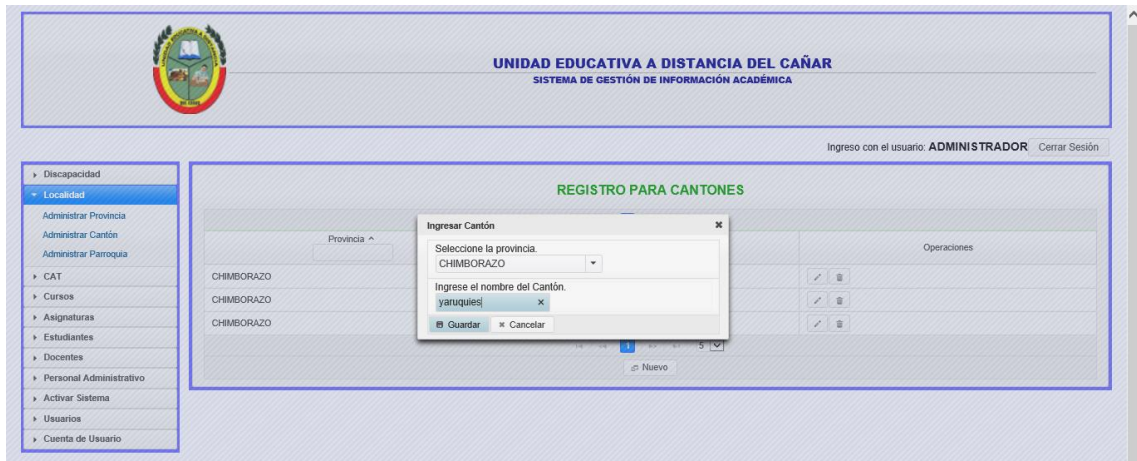 UNIDAD EDUCATIVA A DISTANCIA DEL CAÑAR
SISTEMA DE GESTIÓN DE INFORMACIÓN ACADÉMICA
Ingreso con el usuario: ADMINISTRADOR Cerrar Sesión
Discapacidad
Localidad
Administrar Provincia
Administrar Cantón
Administrar Parroquia
CAT
Cursos
Asignaturas
Estudiantes
Docentes
Personal Administrativo
Activar Sistema
Usuarios
Cuenta de Usuario
REGISTRO PARA CANTONES
Provincia
Operaciones
CHIMBORAZO
CHIMBORAZO
CHIMBORAZO
Ingresar Cantón
Seleccione la provincia.
CHIMBORAZO
Ingrese el nombre del Cantón.
yaruquies
Guardar Cancelar
1 5
Nuevo